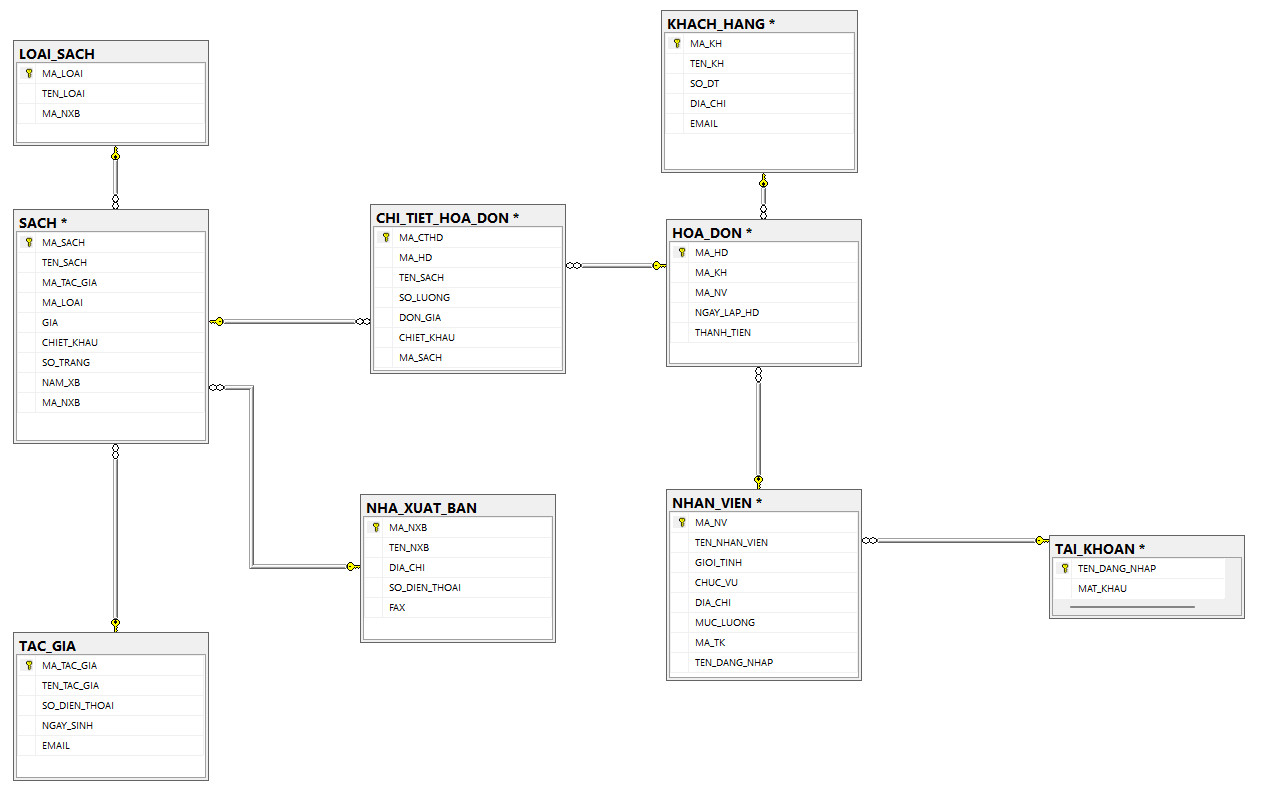 LOAI_SACH
MA_LOAI
TEN_LOAI
MA_NXB
KHACH_HANG *
MA_KH
TEN_KH
SO_DT
DIA_CHI
EMAIL
SACH *
MA_SACH
TEN_SACH
MA_TAC_GIA
MA_LOAI
GIA
CHIET_KHAU
SO_TRANG
NAM_XB
MA_NXB
CHI_TIET_HOA_DON *
MA_CTHD
MA_HD
TEN_SACH
SO_LUONG
DON_GIA
CHIET_KHAU
MA_SACH
HOA_DON *
MA_HD
MA_KH
MA_NV
NGAY_LAP_HD
THANH_TIEN
NHA_XUAT_BAN
MA_NXB
TEN_NXB
DIA_CHI
SO_DIEN_THOAI
FAX
NHAN_VIEN *
MA_NV
TEN_NHAN_VIEN
GIOI_TINH
CHUC_VU
DIA_CHI
MUC_LUONG
MA_TK
TEN_DANG_NHAP
TAI_KHOAN *
TEN_DANG_NHAP
MAT_KHAU
TAC_GIA
MA_TAC_GIA
TEN_TAC_GIA
SO_DIEN_THOAI
NGAY_SINH
EMAIL